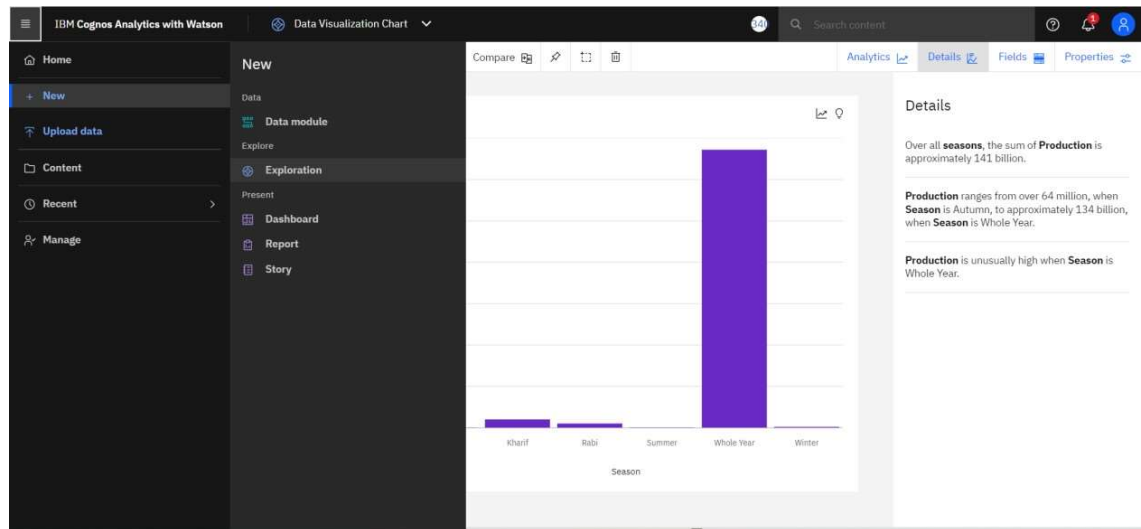 IBM Cognos Analytics with Watson
Data Visualization Chart
Search content
1
Home
New
Upload data
Content
Recent
Manage
New
Data
Data module
Explore
Exploration
Present
Dashboard
Report
Story
Compare
Analytics
Details
Fields
Properties
Kharif
Rabi
Summer
Whole Year
Winter
Season
Details
Over all seasons, the sum of Production is
approximately 141 billion.
Production ranges from over 64 million, when
Season is Autumn, to approximately 134 billion,
when Season is Whole Year.
Production is unusually high when Season is
Whole Year.